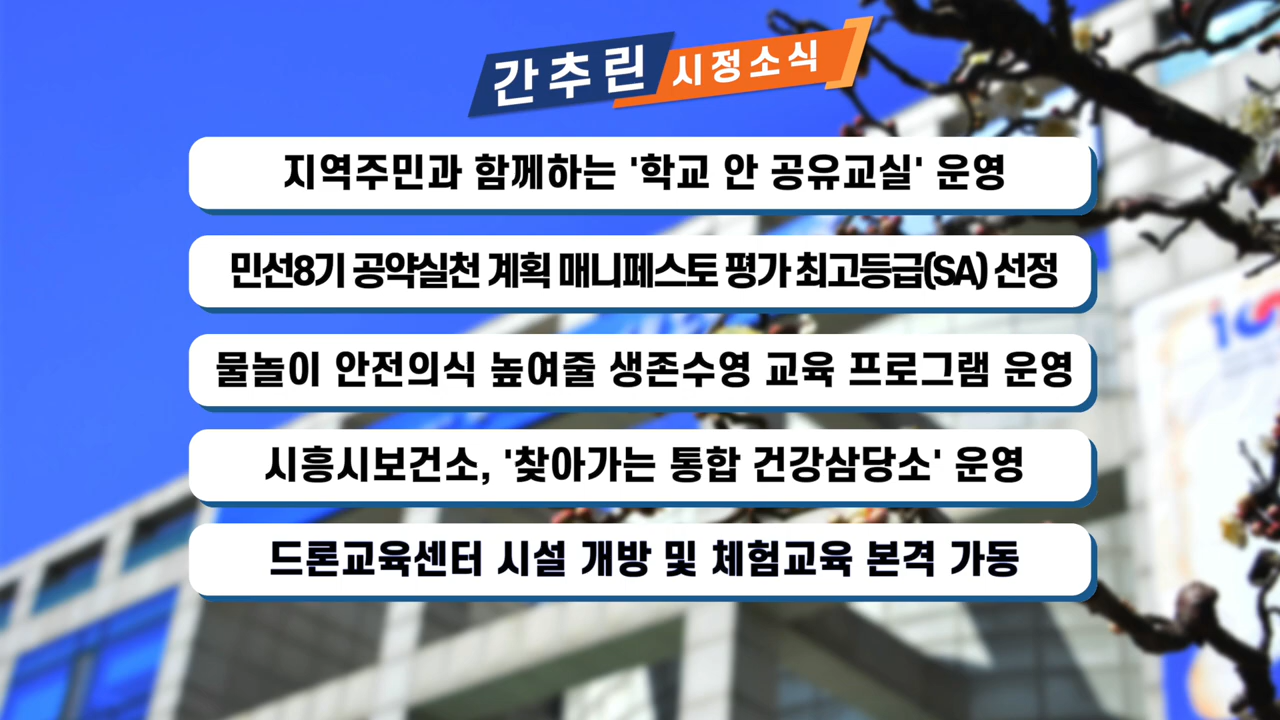 간추린 시정소식
지역주민과 함께하는 '학교 안 공유교실' 운영
민선8기 공약실천 계획 매니페스토 평가 최고등급(SA) 선정
물놀이 안전의식 높여줄 생존수영 교육 프로그램 운영
시흥시보건소, '찾아가는 통합 건강삼당소' 운영
드론교육센터 시설 개방 및 체험교육 본격 가동